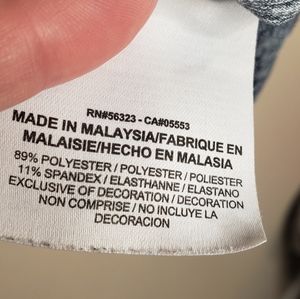 RN#56323 - CA#05553
MADE IN MALAYSIA/FABRIQUE EN
MALAISIE/HECHO EN MALASIA
89% POLYESTER / POLYESTER / POLIESTER
11% SPANDEX / ELASTHANNE / ELASTANO
EXCLUSIVE OF DECORATION / DECORATION
NON COMPRISE / NO INCLUYE LA
DECORACION